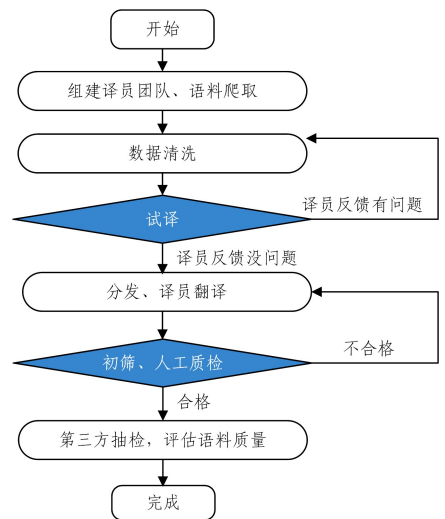 开始
组建译员团队、语料爬取
数据清洗
试译
译员反馈有问题
译员反馈没问题
分发、译员翻译
初筛、人工质检
不合格
合格
第三方抽检，评估语料质量
完成